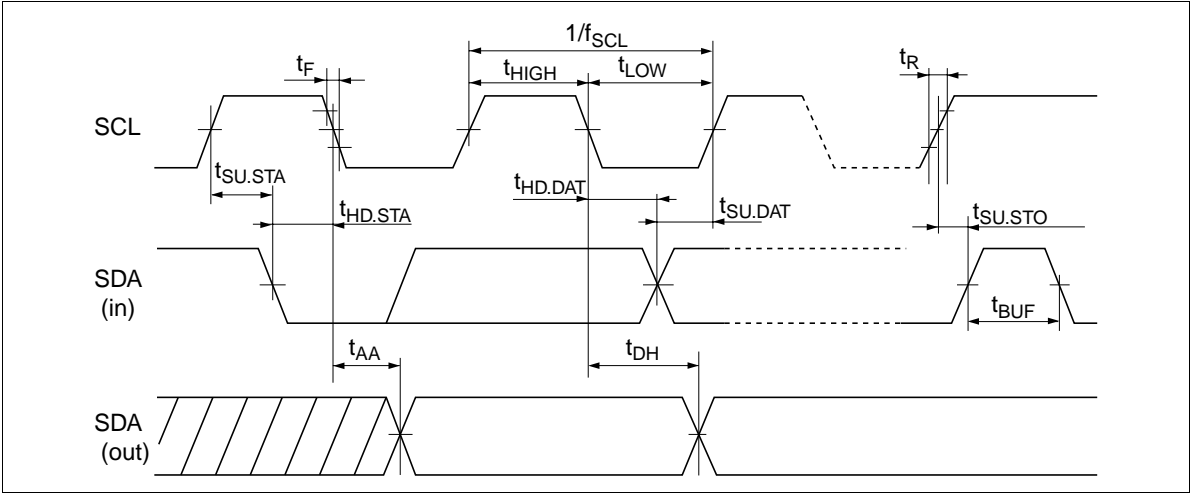 1/fSCL
tF
tHIGH
tLOW
tR
SCL
tSU.STA
tHD.DAT
tHD.STA
tSU.DAT
tSU.STO
SDA
(in)
tBUF
tAA
tDH
SDA
(out)